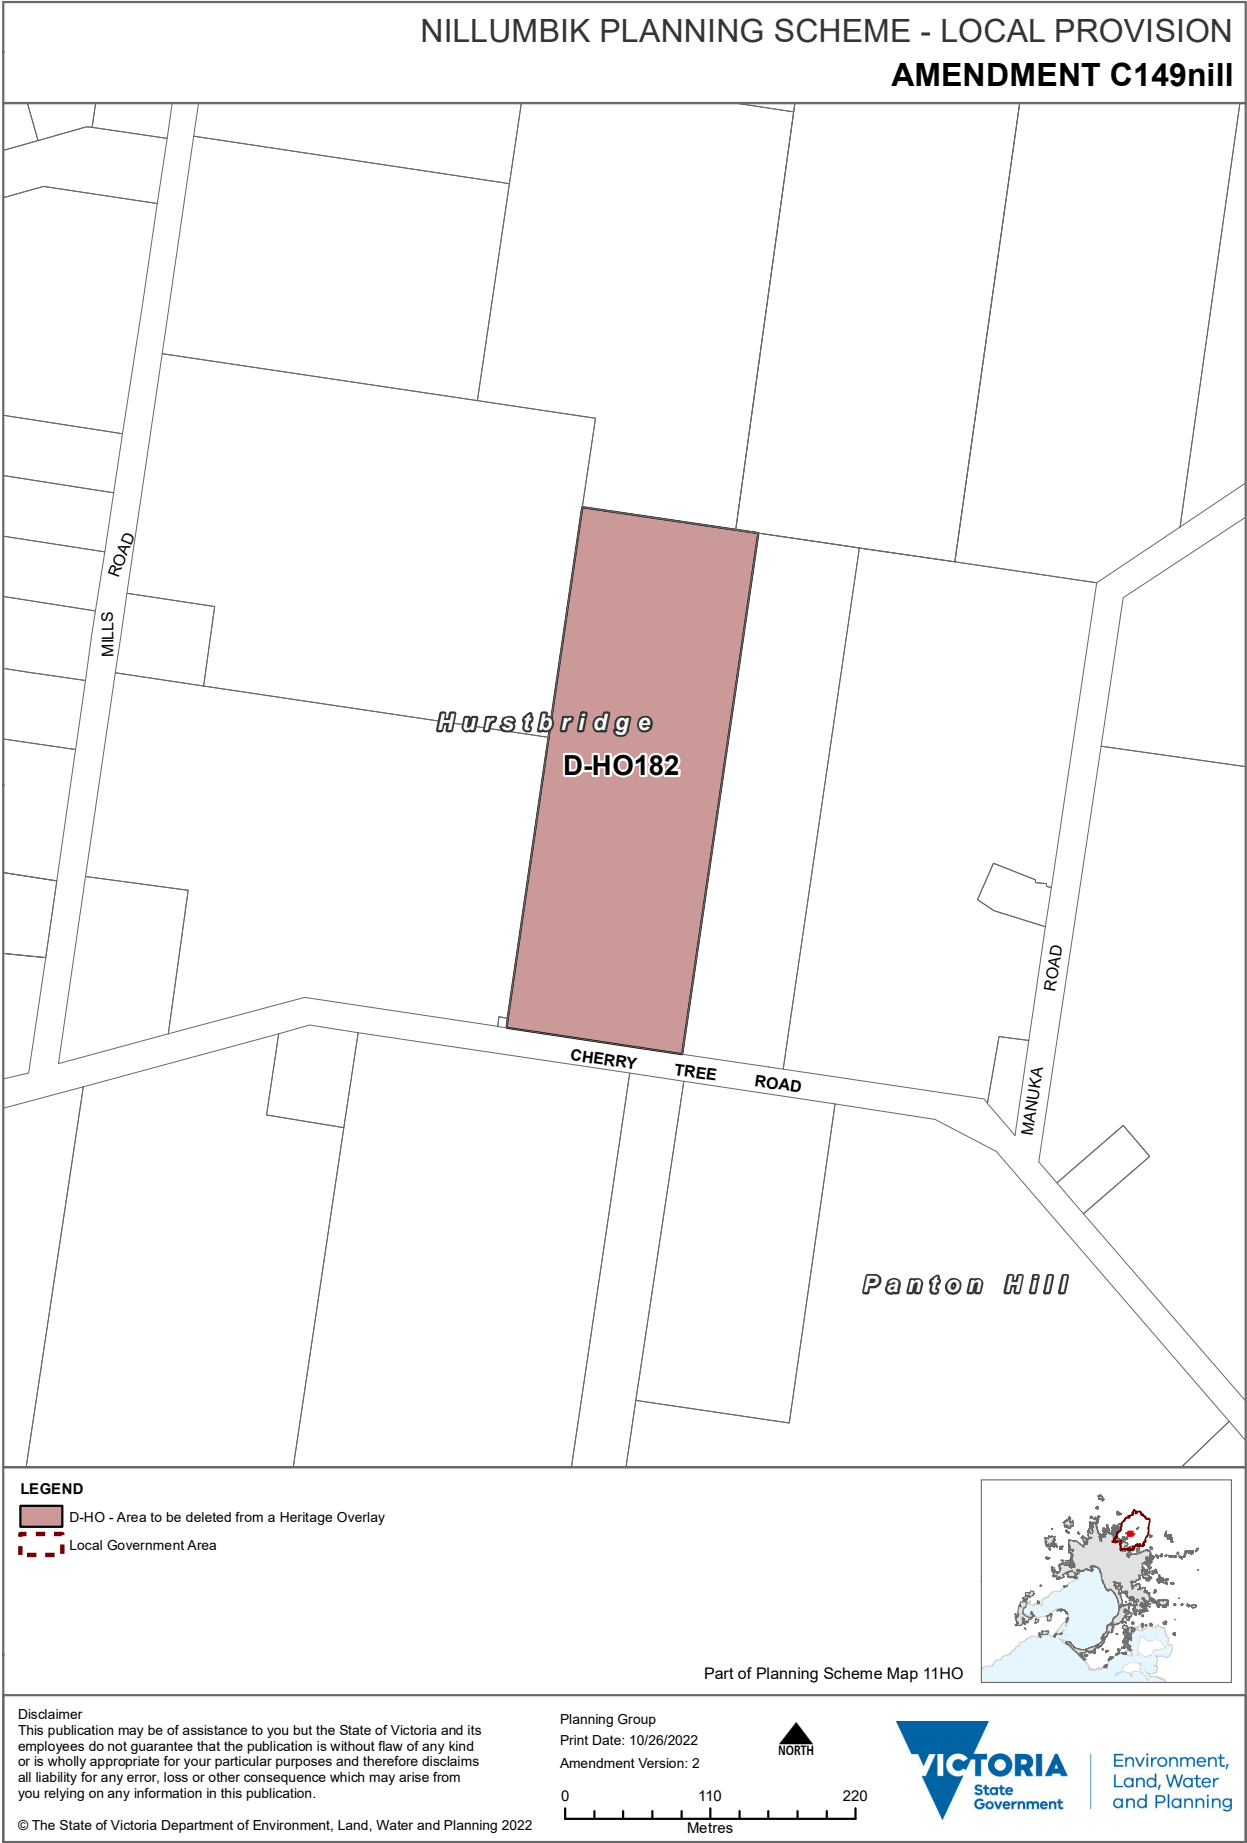 NILLUMBIK PLANNING SCHEME - LOCAL PROVISION
AMENDMENT C149nill
MILLS ROAD
Hurstbridge
D-HO182
CHERRY TREE ROAD
MANUKA ROAD
Panton Hill
LEGEND
D-HO - Area to be deleted from a Heritage Overlay
Local Government Area
Part of Planning Scheme Map 11HO
Disclaimer
This publication may be of assistance to you but the State of Victoria and its
employees do not guarantee that the publication is without flaw of any kind
or is wholly appropriate for your particular purposes and therefore disclaims
all liability for any error, loss or other consequence which may arise from
you relying on any information in this publication.
© The State of Victoria Department of Environment, Land, Water and Planning 2022
Planning Group
Print Date: 10/26/2022
Amendment Version: 2
NORTH
0 110 220
Metres
VICTORIA
State
Government
Environment,
Land, Water
and Planning